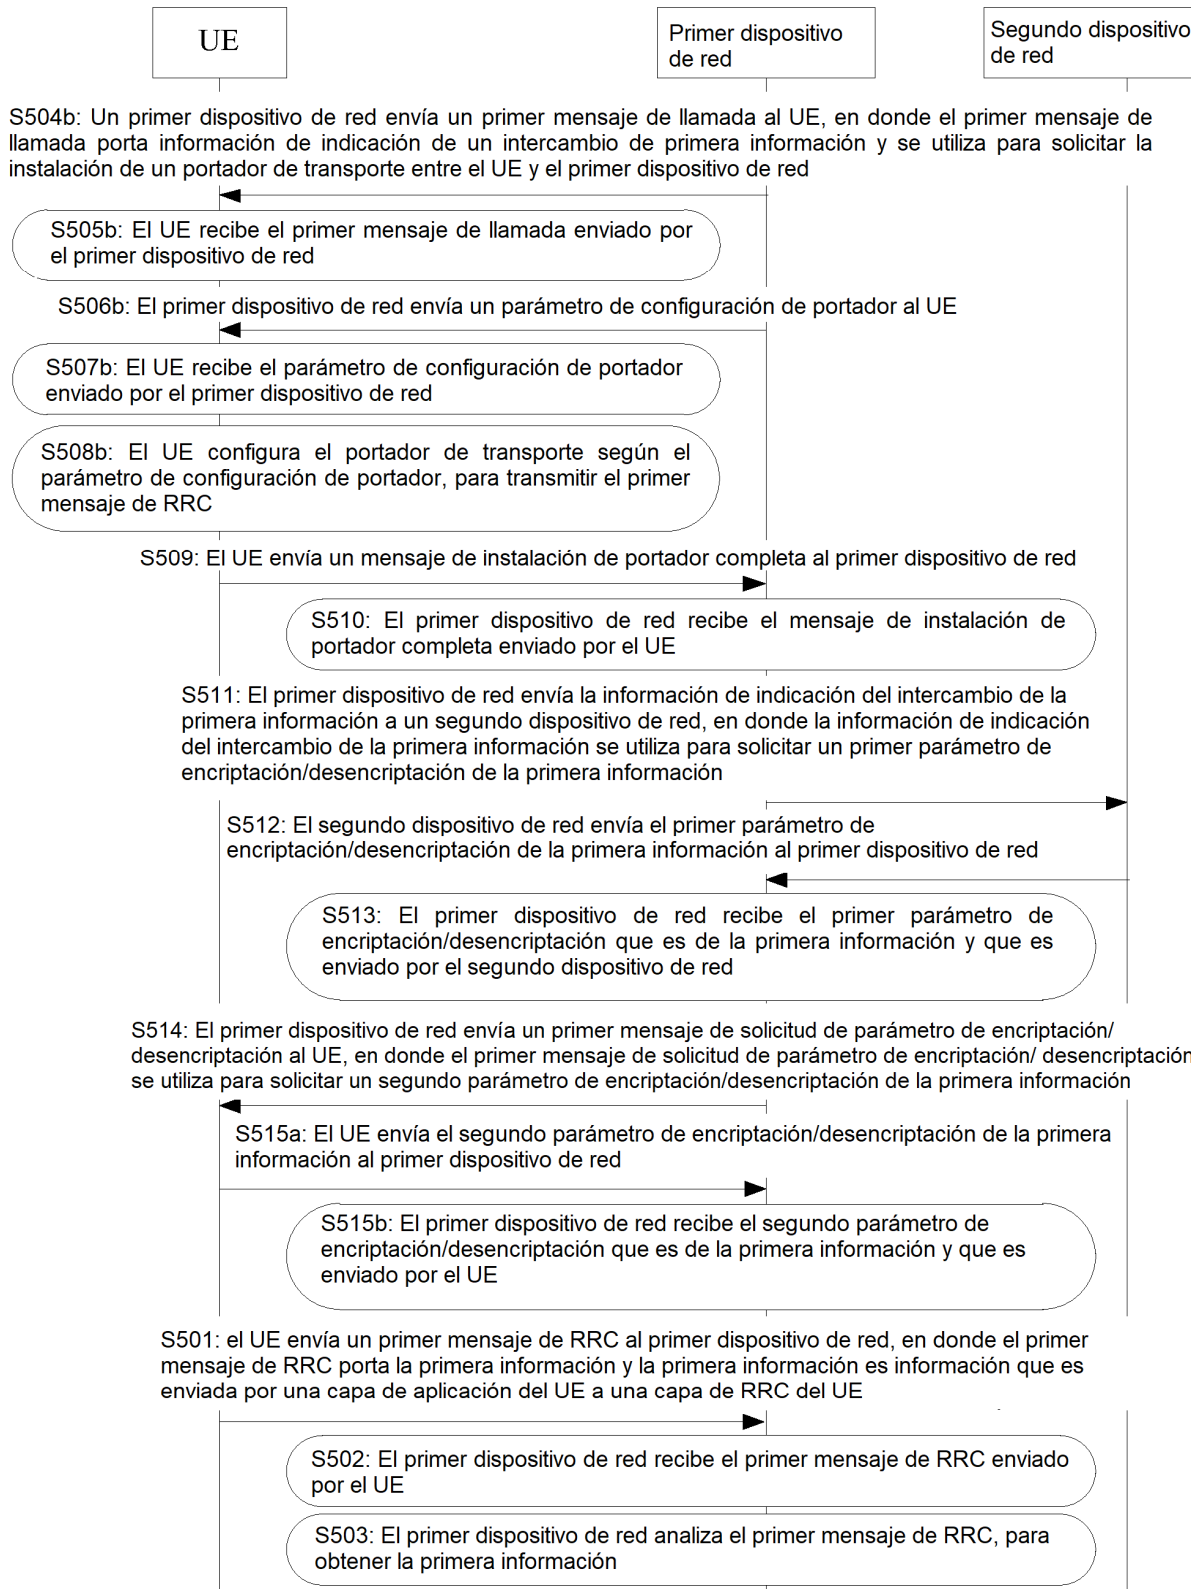 UE
Primer dispositivo
de red
Segundo dispositivo
de red
S504b: Un primer dispositivo de red envía un primer mensaje de llamada al UE, en donde el primer mensaje de
llamada porta información de indicación de un intercambio de primera información y se utiliza para solicitar la
instalación de un portador de transporte entre el UE y el primer dispositivo de red
S505b: El UE recibe el primer mensaje de llamada enviado por
el primer dispositivo de red
S506b: El primer dispositivo de red envía un parámetro de configuración de portador al UE
S507b: El UE recibe el parámetro de configuración de portador
enviado por el primer dispositivo de red
S508b: El UE configura el portador de transporte según el
parámetro de configuración de portador, para transmitir el primer
mensaje de RRC
S509: El UE envía un mensaje de instalación de portador completa al primer dispositivo de red
S510: El primer dispositivo de red recibe el mensaje de instalación de
portador completa enviado por el UE
S511: El primer dispositivo de red envía la información de indicación del intercambio de la
primera información a un segundo dispositivo de red, en donde la información de indicación
del intercambio de la primera información se utiliza para solicitar un primer parámetro de
encriptación/desencriptación de la primera información
S512: El segundo dispositivo de red envía el primer parámetro de
encriptación/desencriptación de la primera información al primer dispositivo de red
S513: El primer dispositivo de red recibe el primer parámetro de
encriptación/desencriptación que es de la primera información y que es
enviado por el segundo dispositivo de red
S514: El primer dispositivo de red envía un primer mensaje de solicitud de parámetro de encriptación/
desencriptación al UE, en donde el primer mensaje de solicitud de parámetro de encriptación/ desencriptación
se utiliza para solicitar un segundo parámetro de encriptación/desencriptación de la primera información
S515a: El UE envía el segundo parámetro de encriptación/desencriptación de la primera
información al primer dispositivo de red
S515b: El primer dispositivo de red recibe el segundo parámetro de
encriptación/desencriptación que es de la primera información y que es
enviado por el UE
S501: el UE envía un primer mensaje de RRC al primer dispositivo de red, en donde el primer
mensaje de RRC porta la primera información y la primera información es información que es
enviada por una capa de aplicación del UE a una capa de RRC del UE
S502: El primer dispositivo de red recibe el primer mensaje de RRC enviado
por el UE
S503: El primer dispositivo de red analiza el primer mensaje de RRC, para
obtener la primera información